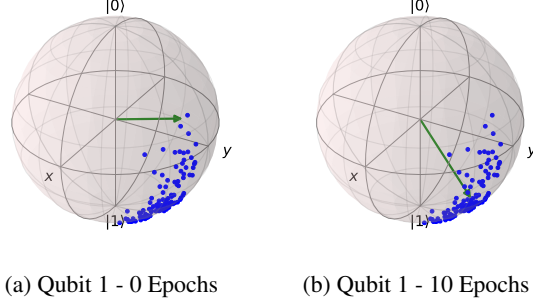 |0⟩ |0⟩
y y
x x
|1⟩ |1⟩
(a) Qubit 1 - 0 Epochs (b) Qubit 1 - 10 Epochs